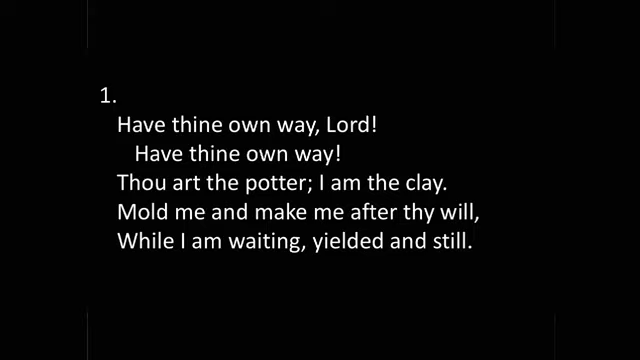 1.
Have thine own way, Lord!
Have thine own way!
Thou art the potter; I am the clay.
Mold me and make me after thy will,
While I am waiting, yielded and still.